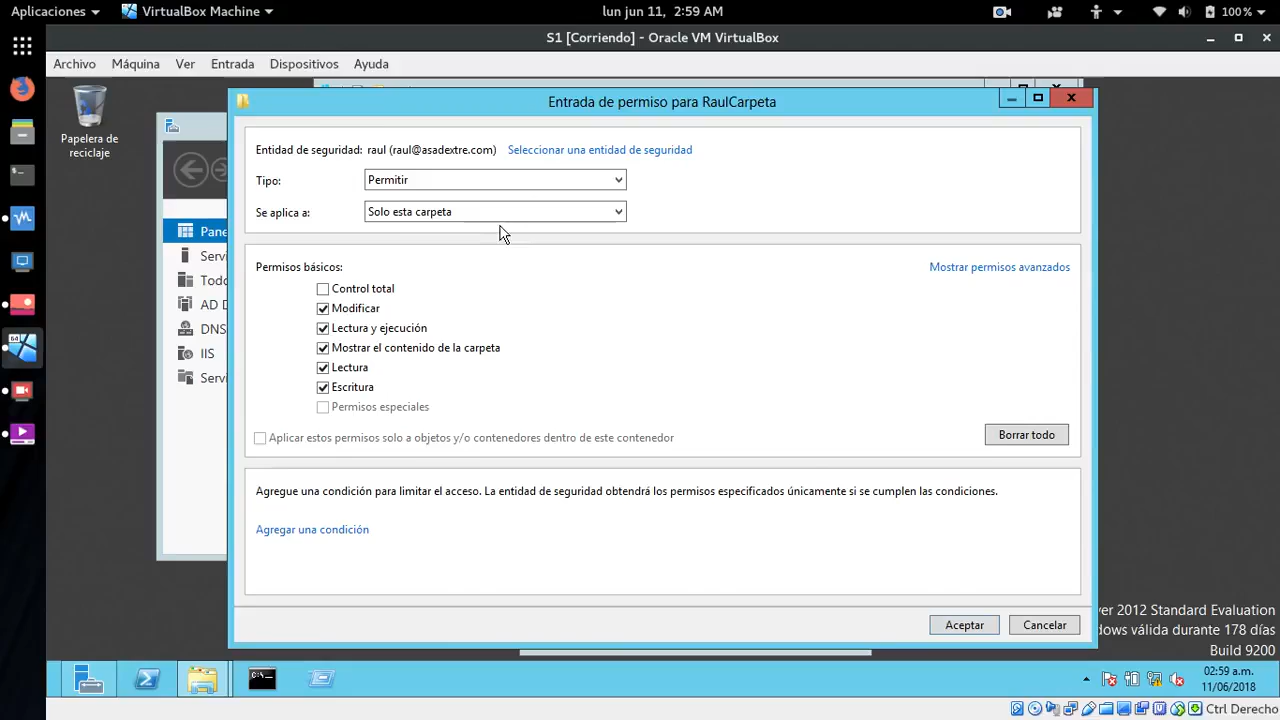 Aplicaciones
VirtualBox Machine
lun jun 11, 2:59 AM
100%
S1 [Corriendo] - Oracle VM VirtualBox
Archivo Máquina Ver Entrada Dispositivos Ayuda
Papelera de
reciclaje
Entrada de permiso para RaulCarpeta
Entidad de seguridad: raul (raul@asadextre.com) Seleccionar una entidad de seguridad
Tipo: Permitir
Se aplica a: Solo esta carpeta
Pane
Servi
Todo
AD D
DNS
IIS
Servi
Permisos básicos:
Mostrar permisos avanzados
Control total
Modificar
Lectura y ejecución
Mostrar el contenido de la carpeta
Lectura
Escritura
Permisos especiales
Aplicar estos permisos solo a objetos y/o contenedores dentro de este contenedor
Borrar todo
Agregue una condición para limitar el acceso. La entidad de seguridad obtendrá los permisos especificados únicamente si se cumplen las condiciones.
Agregar una condición
Aceptar Cancelar
ver 2012 Standard Evaluation
dows válida durante 178 días
Build 9200
02:59 a.m.
11/06/2018
Ctrl Derecho